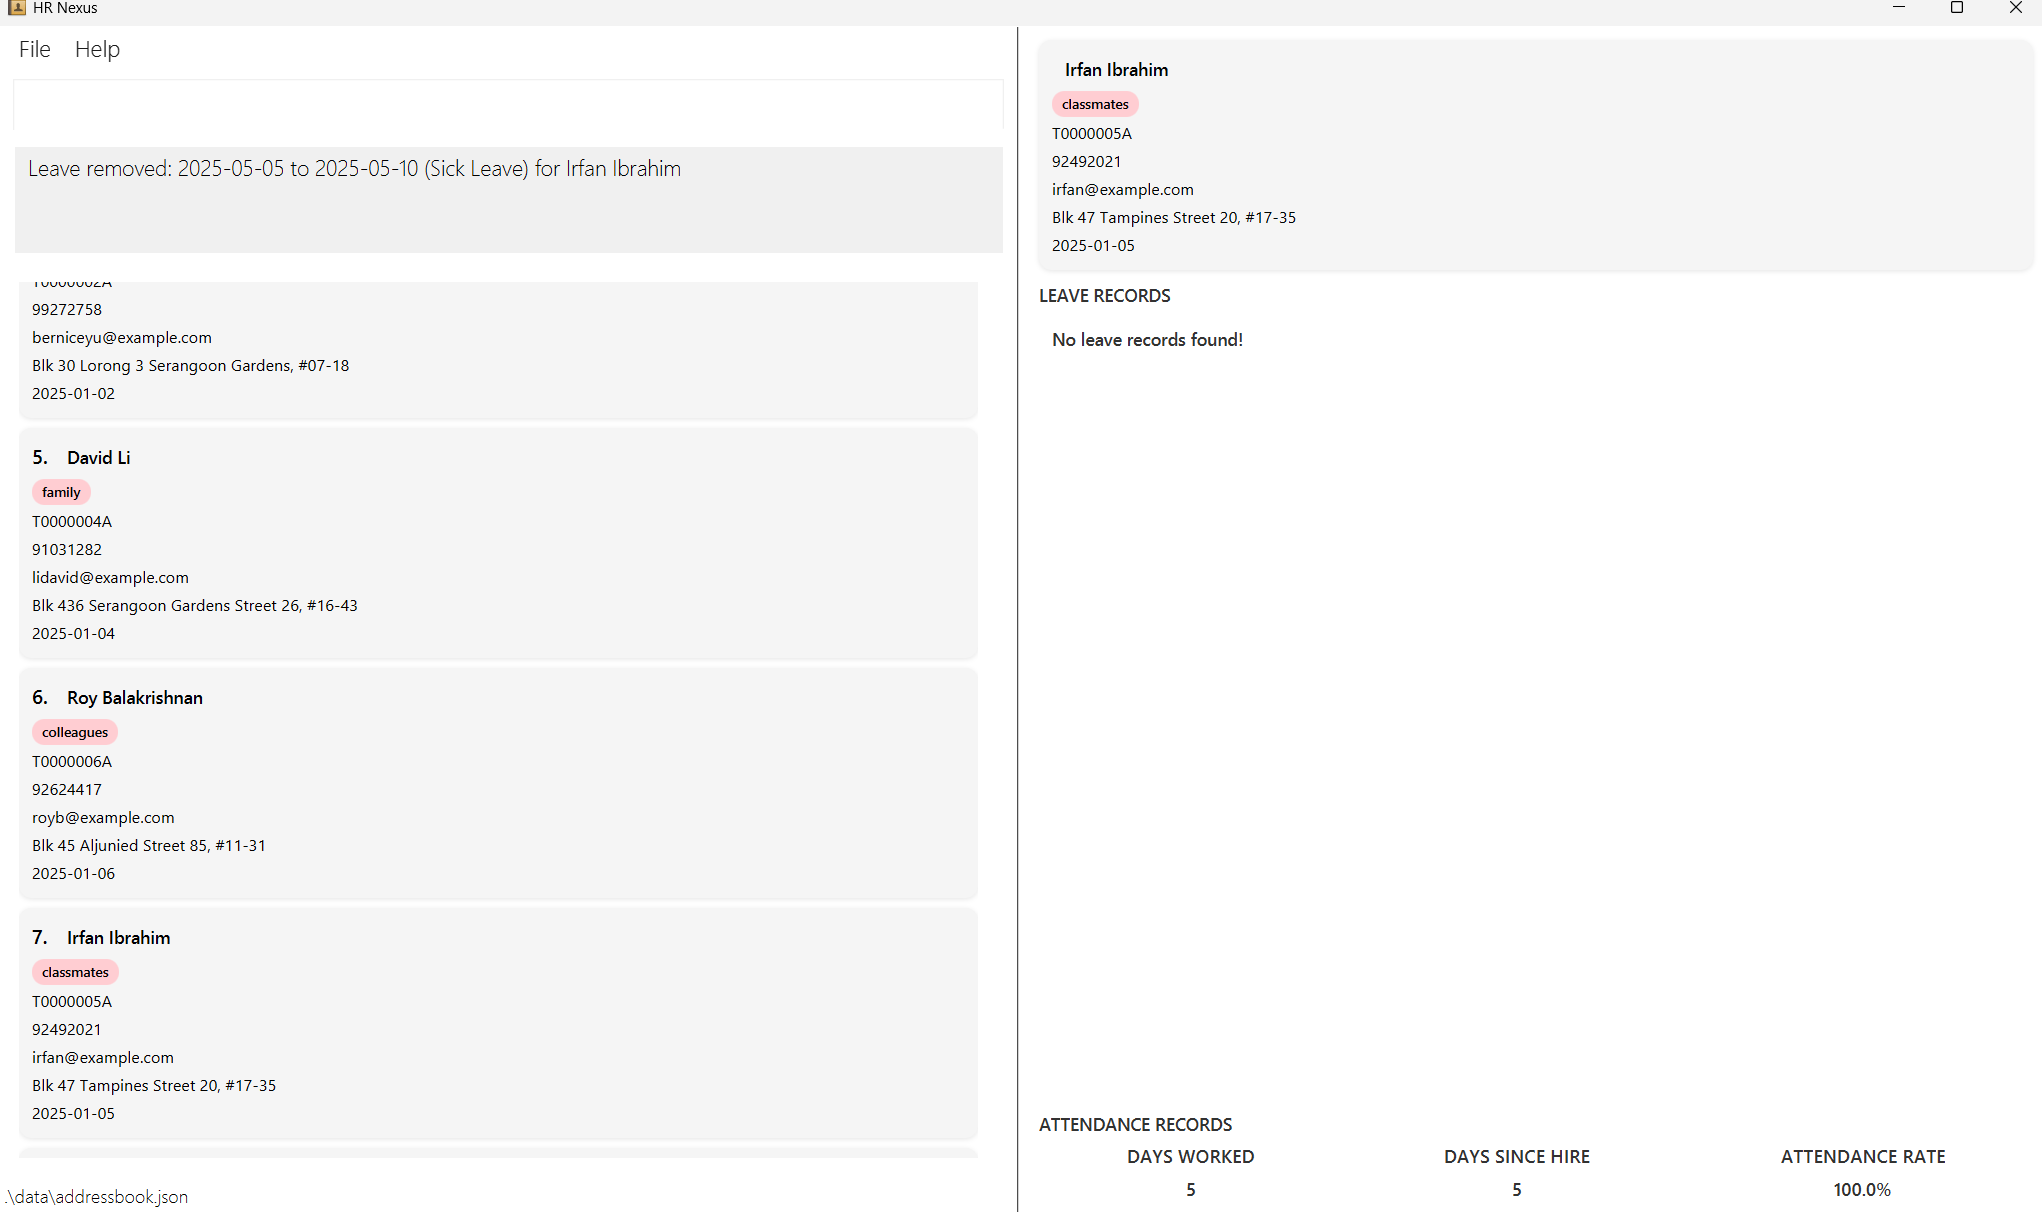 HR Nexus
File Help
Leave removed: 2025-05-05 to 2025-05-10 (Sick Leave) for Irfan Ibrahim
T0000002A
99272758
berniceyu@example.com
Blk 30 Lorong 3 Serangoon Gardens, #07-18
2025-01-02
5. David Li
family
T0000004A
91031282
lidavid@example.com
Blk 436 Serangoon Gardens Street 26, #16-43
2025-01-04
6. Roy Balakrishnan
colleagues
T0000006A
92624417
royb@example.com
Blk 45 Aljunied Street 85, #11-31
2025-01-06
7. Irfan Ibrahim
classmates
T0000005A
92492021
irfan@example.com
Blk 47 Tampines Street 20, #17-35
2025-01-05
.\data\addressbook.json
Irfan Ibrahim
classmates
T0000005A
92492021
irfan@example.com
Blk 47 Tampines Street 20, #17-35
2025-01-05
LEAVE RECORDS
No leave records found!
ATTENDANCE RECORDS
DAYS WORKED DAYS SINCE HIRE ATTENDANCE RATE
5 5 100.0%